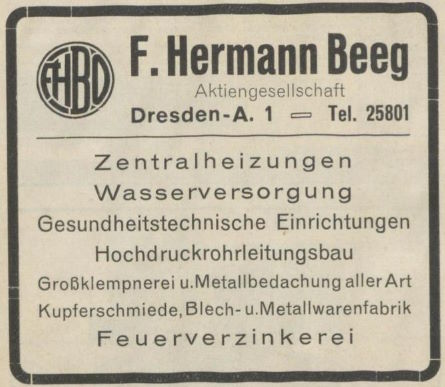 FHBD
F. Hermann Beeg
Aktiengesellschaft
Dresden-A. 1 — Tel. 25801
Zentralheizungen
Wasserversorgung
Gesundheitstechnische Einrichtungen
Hochdruckrohrleitungsbau
Großklempnerei u. Metallbedachung aller Art
Kupferschmiede, Blech- u. Metallwarenfabrik
Feuerverzinkerei